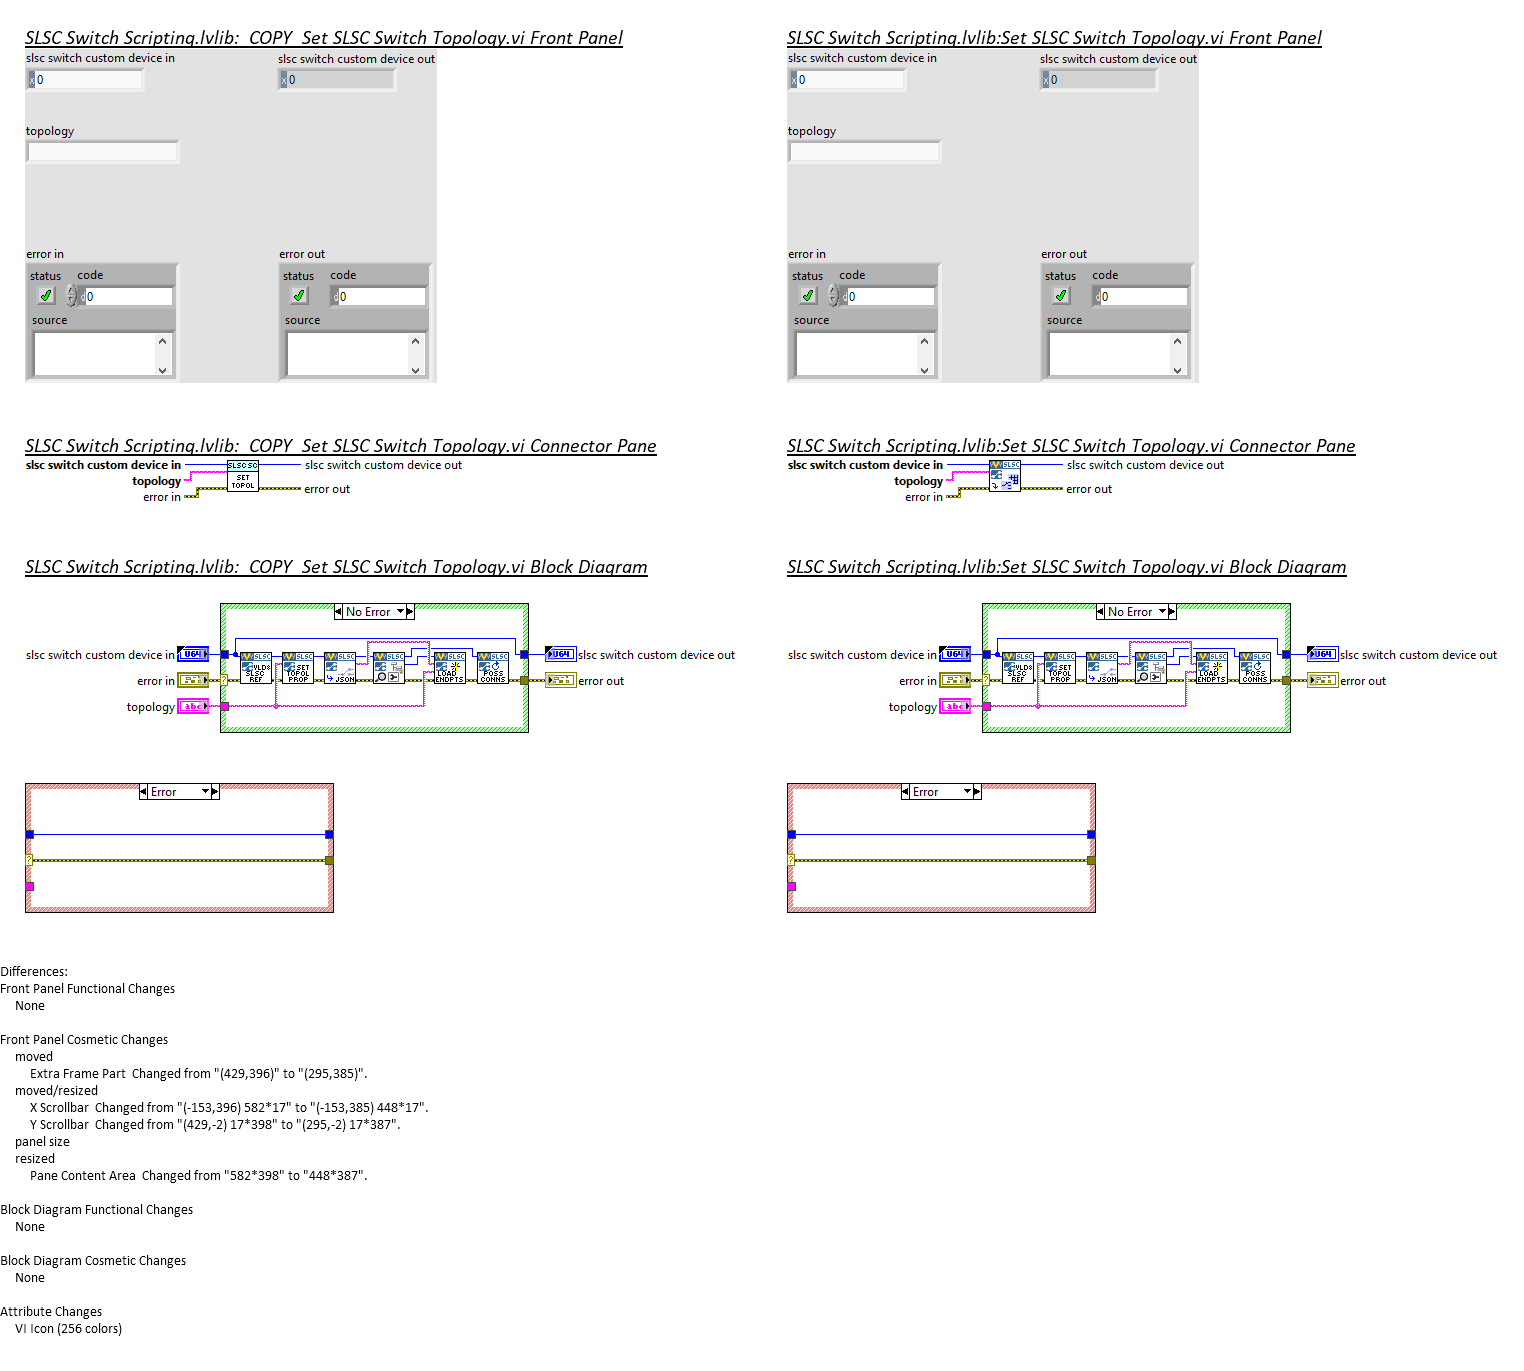 SLSC Switch Scripting.lvlib:  COPY  Set SLSC Switch Topology.vi Front Panel
slsc switch custom device in
slsc switch custom device out
x 0
x 0
topology
error in
error out
status
code
status
code
d 0
d 0
source
source
SLSC Switch Scripting.lvlib:Set SLSC Switch Topology.vi Front Panel
slsc switch custom device in
slsc switch custom device out
x 0
x 0
topology
error in
error out
status
code
status
code
d 0
d 0
source
source
SLSC Switch Scripting.lvlib:  COPY  Set SLSC Switch Topology.vi Connector Pane
slsc switch custom device in
topology
error in
SLSC SC
SET
TOPOL
slsc switch custom device out
error out
SLSC Switch Scripting.lvlib:Set SLSC Switch Topology.vi Connector Pane
slsc switch custom device in
topology
error in
SLSC
slsc switch custom device out
error out
SLSC Switch Scripting.lvlib:  COPY  Set SLSC Switch Topology.vi Block Diagram
No Error
slsc switch custom device in
U64
error in
?
topology
abc
SLSC
VLD8
SLSC
REF
SLSC
SET
TOPOL
PROP
SLSC
JSON
SLSC
SLSC
LOAD
ENDPTS
SLSC
POSS
CONNS
U64
slsc switch custom device out
error out
Error
?
SLSC Switch Scripting.lvlib:Set SLSC Switch Topology.vi Block Diagram
No Error
slsc switch custom device in
U64
error in
?
topology
abc
SLSC
VLD8
SLSC
REF
SLSC
SET
TOPOL
PROP
SLSC
JSON
SLSC
SLSC
LOAD
ENDPTS
SLSC
POSS
CONNS
U64
slsc switch custom device out
error out
Error
?
Differences:
Front Panel Functional Changes
None
Front Panel Cosmetic Changes
moved
Extra Frame Part  Changed from "(429,396)" to "(295,385)".
moved/resized
X Scrollbar  Changed from "(-153,396) 582*17" to "(-153,385) 448*17".
Y Scrollbar  Changed from "(429,-2) 17*398" to "(295,-2) 17*387".
panel size
resized
Pane Content Area  Changed from "582*398" to "448*387".
Block Diagram Functional Changes
None
Block Diagram Cosmetic Changes
None
Attribute Changes
VI Icon (256 colors)